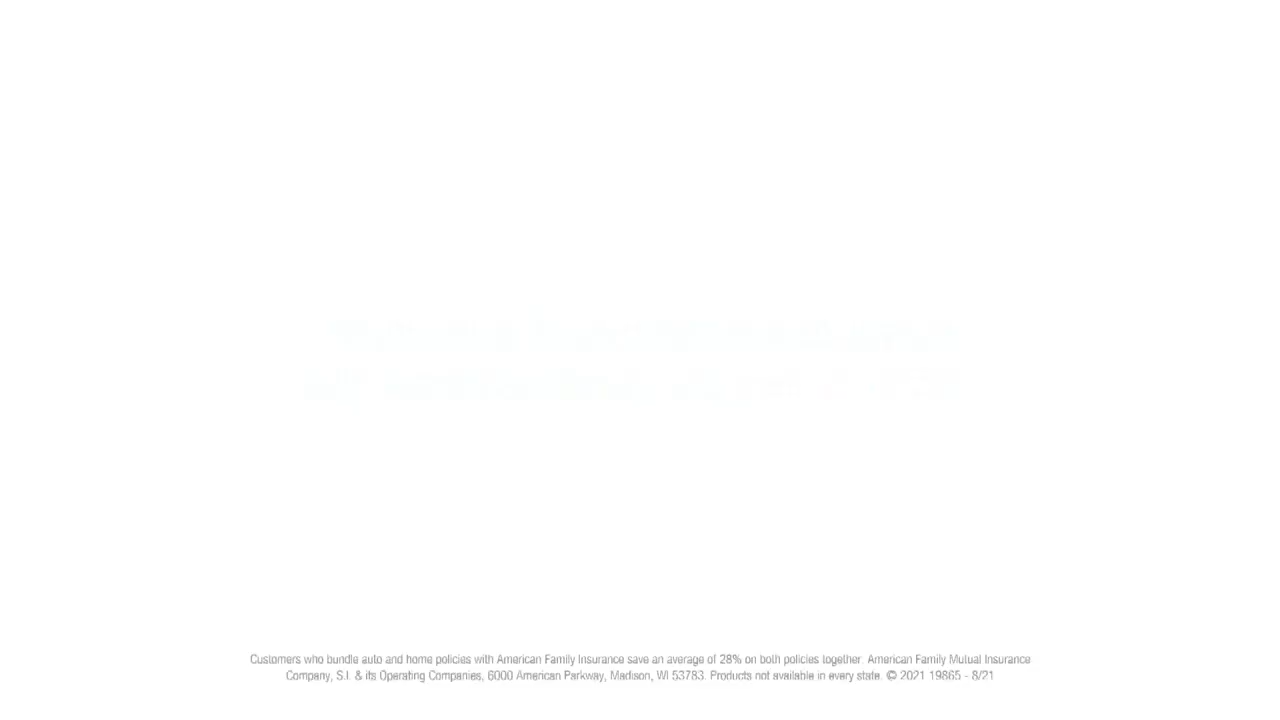 Customers who bundle auto and home policies with American Family Insurance save an average of 28% on both policies together. American Family Mutual Insurance
Company, S.I. & its Operating Companies, 6000 American Parkway, Madison, WI 53783. Products not available in every state. © 2021 19865 - 8/21